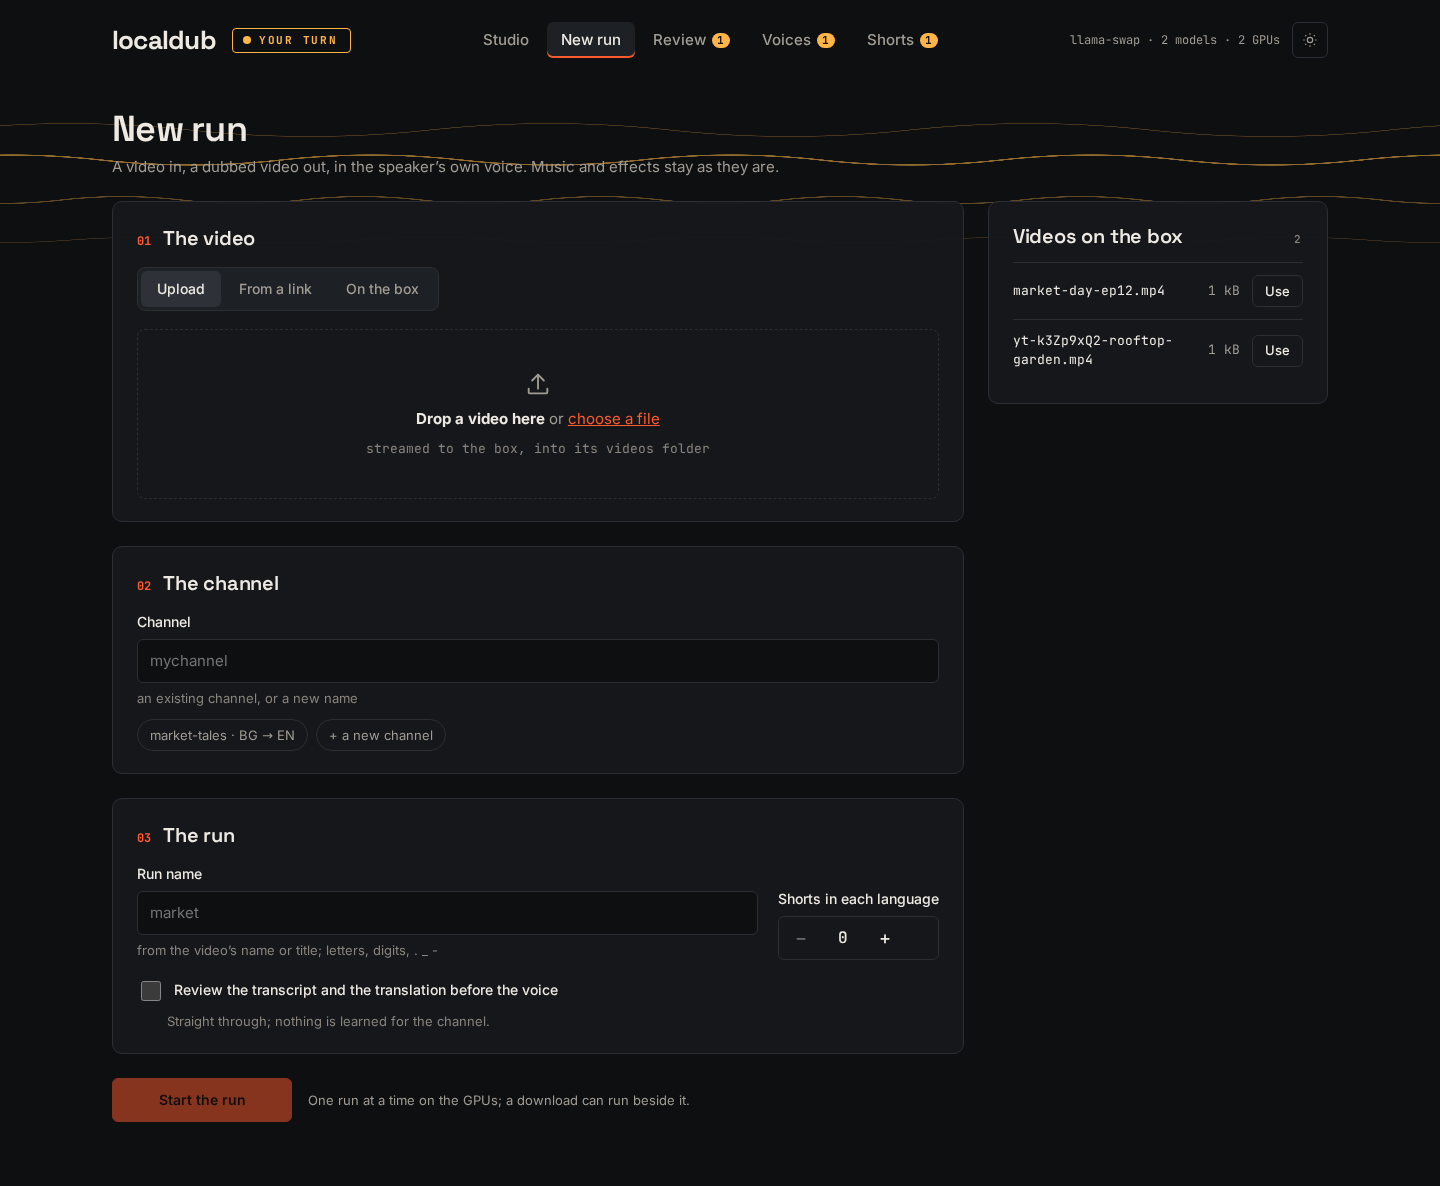 localdub
YOUR TURN
Studio
New run
Review 1
Voices 1
Shorts 1
llama-swap · 2 models · 2 GPUs
New run
A video in, a dubbed video out, in the speaker’s own voice. Music and effects stay as they are.
01 The video
Upload
From a link
On the box
Drop a video here or choose a file
streamed to the box, into its videos folder
Videos on the box 2
market-day-ep12.mp4 1 kB Use
yt-k3Zp9xQ2-rooftop-
garden.mp4 1 kB Use
02 The channel
Channel
mychannel
an existing channel, or a new name
market-tales · BG → EN
+ a new channel
03 The run
Run name
market
from the video’s name or title; letters, digits, . _ -
Shorts in each language
− 0 +
Review the transcript and the translation before the voice
Straight through; nothing is learned for the channel.
Start the run
One run at a time on the GPUs; a download can run beside it.